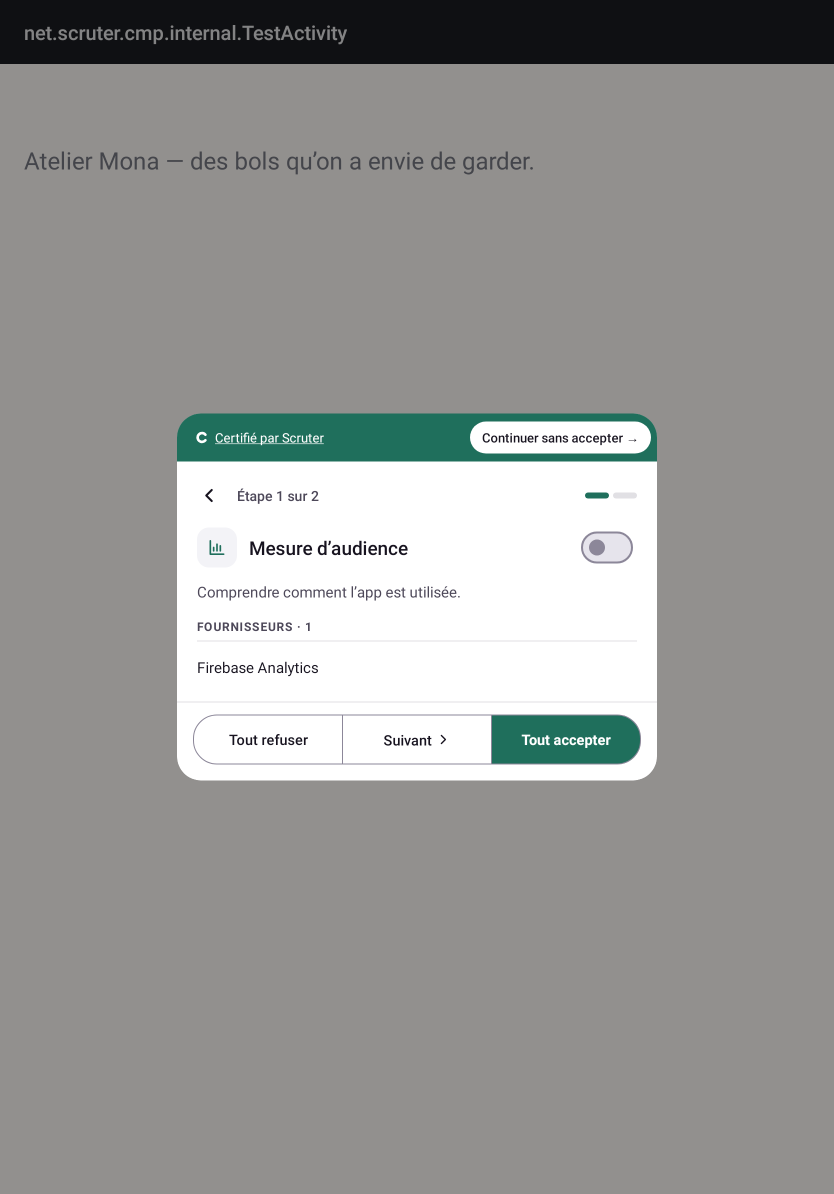 net.scruter.cmp.internal.TestActivity
Atelier Mona — des bols qu’on a envie de garder.
Certifié par Scruter
Continuer sans accepter →
Étape 1 sur 2
Mesure d’audience
Comprendre comment l’app est utilisée.
FOURNISSEURS · 1
Firebase Analytics
Tout refuser
Suivant
Tout accepter